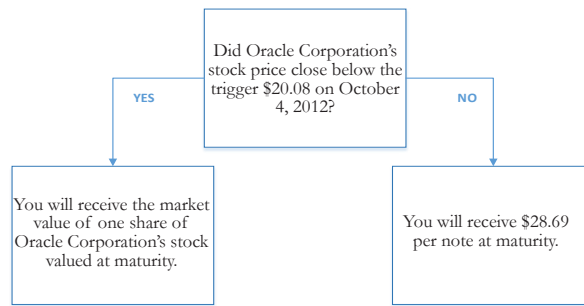 Did Oracle Corporation's
stock price close below the
trigger $20.08 on October
4, 2012?
YES
NO
You will receive the market
value of one share of
Oracle Corporation's stock
valued at maturity.
You will receive $28.69
per note at maturity.